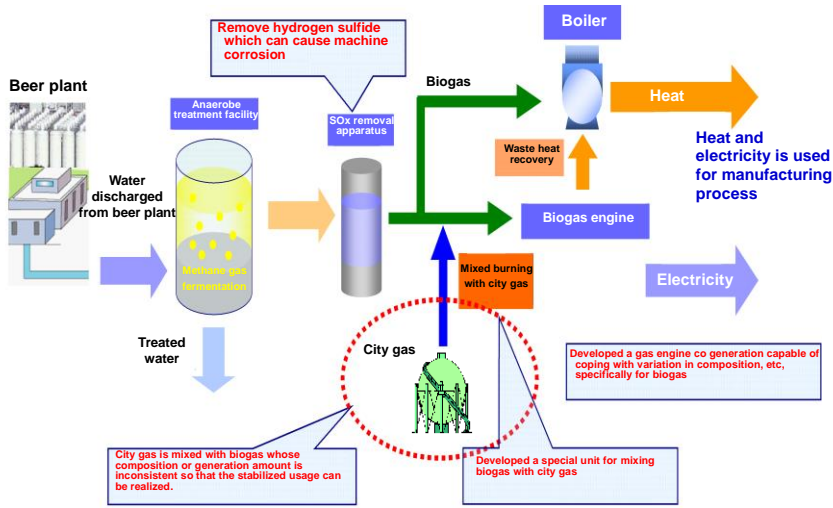 Remove hydrogen sulfide
which can cause machine
corrosion
Boiler
Beer plant
Biogas
Heat
Anaerobe
treatment facility
SOx removal
apparatus
Waste heat
recovery
Heat and
electricity is used
for manufacturing
process
Water
discharged
from beer plant
Biogas engine
Methane gas
fermentation
Mixed burning
with city gas
Electricity
Treated
water
City gas
Developed a gas engine co generation capable of
coping with variation in composition, etc,
specifically for biogas
City gas is mixed with biogas whose
composition or generation amount is
inconsistent so that the stabilized usage can
be realized.
Developed a special unit for mixing
biogas with city gas